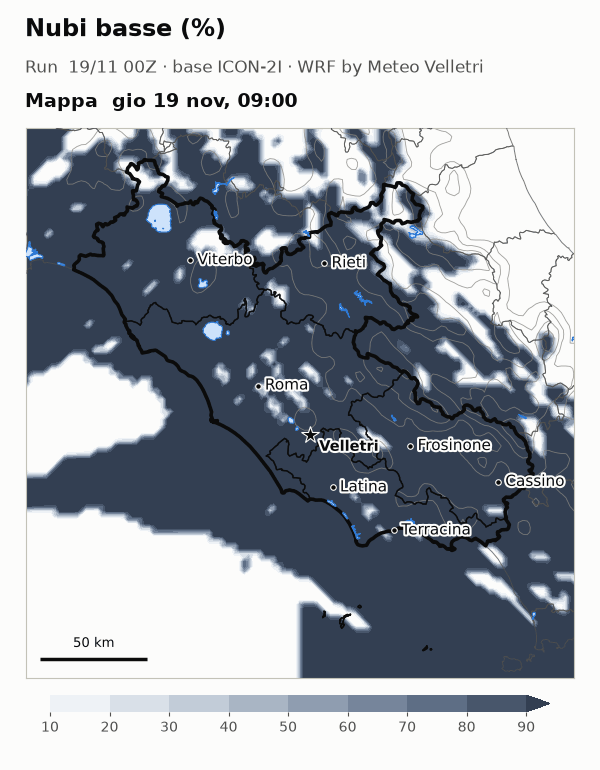 Nubi basse (%)
Run  19/11 00Z · base ICON-2I · WRF by Meteo Velletri
Mappa  gio 19 nov, 09:00
Viterbo
Rieti
Roma
Velletri
Frosinone
Cassino
Latina
Terracina
50 km
10 20 30 40 50 60 70 80 90